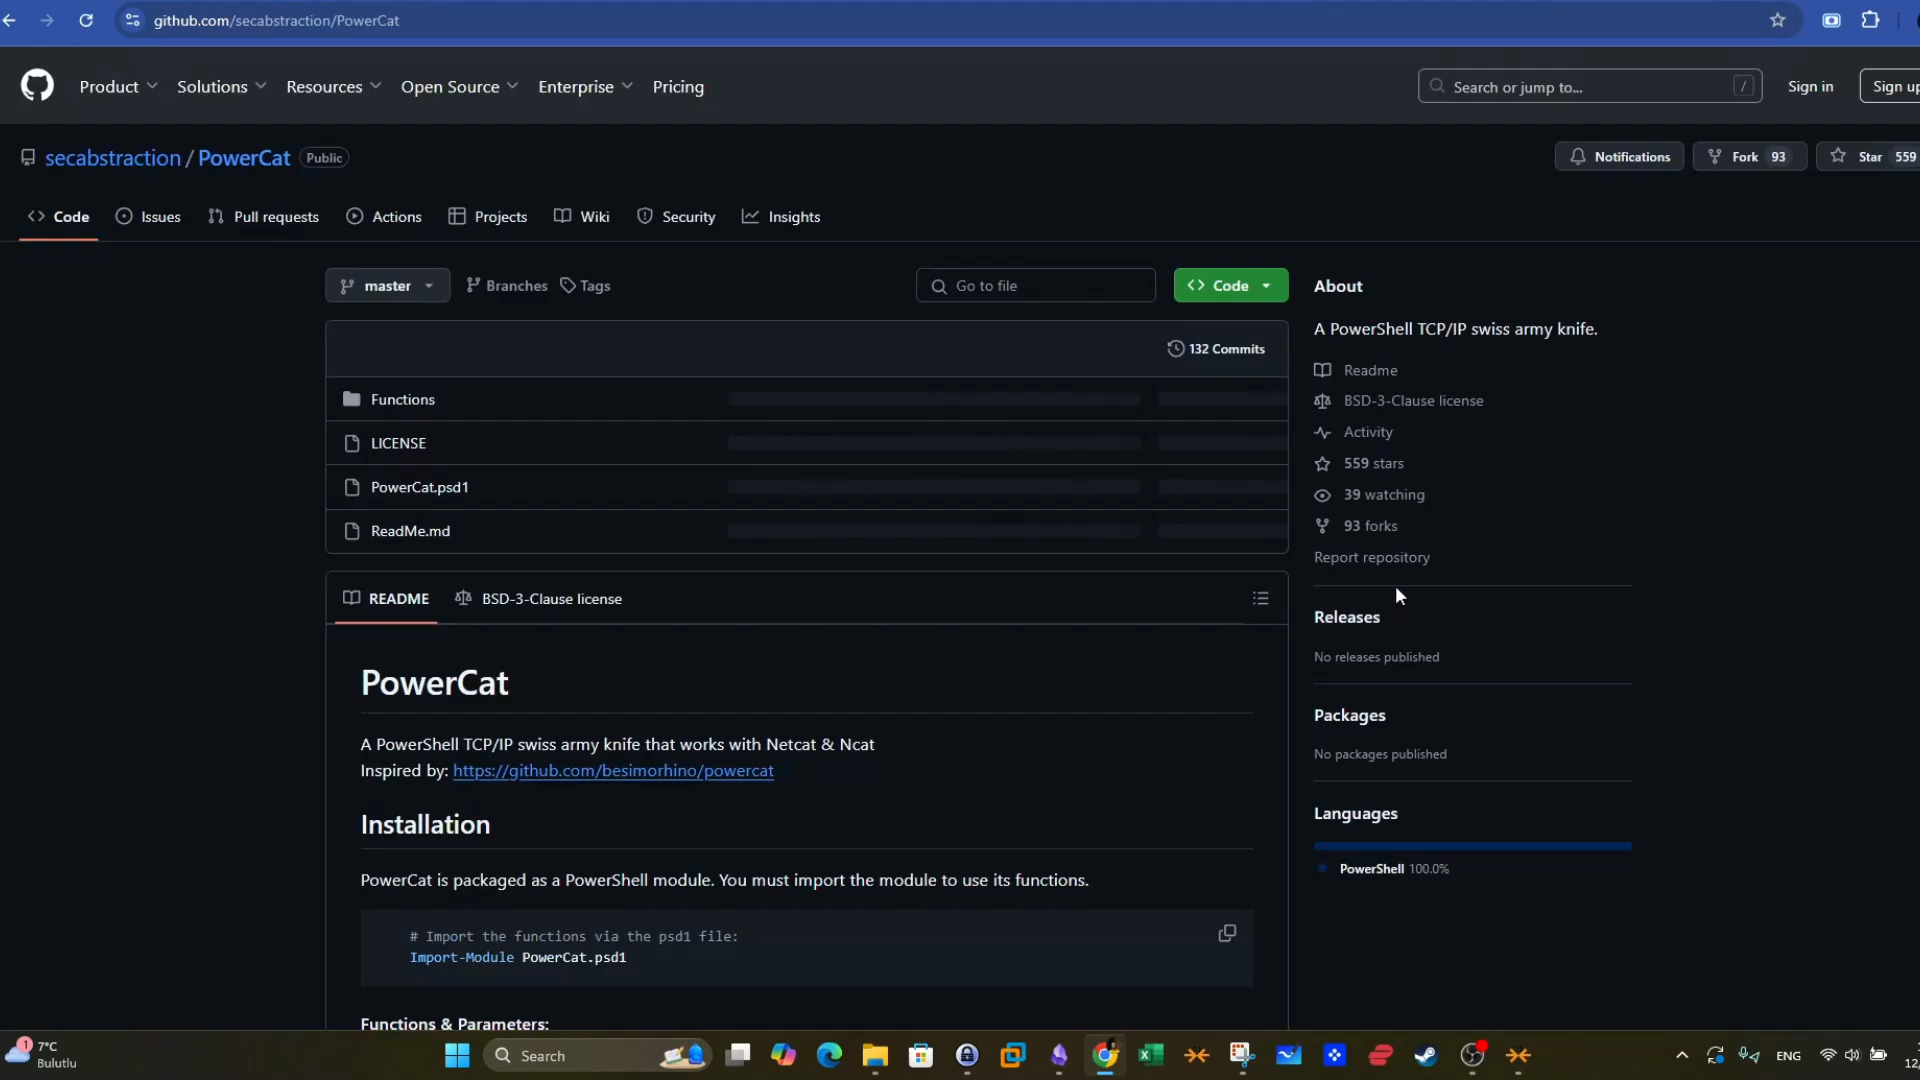 github.com/secabstraction/PowerCat
Product Solutions Resources Open Source Enterprise Pricing
Search or jump to... /
Sign in
Sign up
secabstraction / PowerCat Public
Notifications
Fork 93
Star 559
Code Issues Pull requests Actions Projects Wiki Security Insights
master Branches Tags
Go to file
Code
132 Commits
Functions
LICENSE
PowerCat.psd1
ReadMe.md
README BSD-3-Clause license
PowerCat
A PowerShell TCP/IP swiss army knife that works with Netcat & Ncat
Inspired by: https://github.com/besimorhino/powercat
Installation
PowerCat is packaged as a PowerShell module. You must import the module to use its functions.
# Import the functions via the psd1 file:
Import-Module PowerCat.psd1
Functions & Parameters:
About
A PowerShell TCP/IP swiss army knife.
Readme
BSD-3-Clause license
Activity
559 stars
39 watching
93 forks
Report repository
Releases
No releases published
Packages
No packages published
Languages
PowerShell 100.0%
1
7°C
Bulutlu
Search
ENG